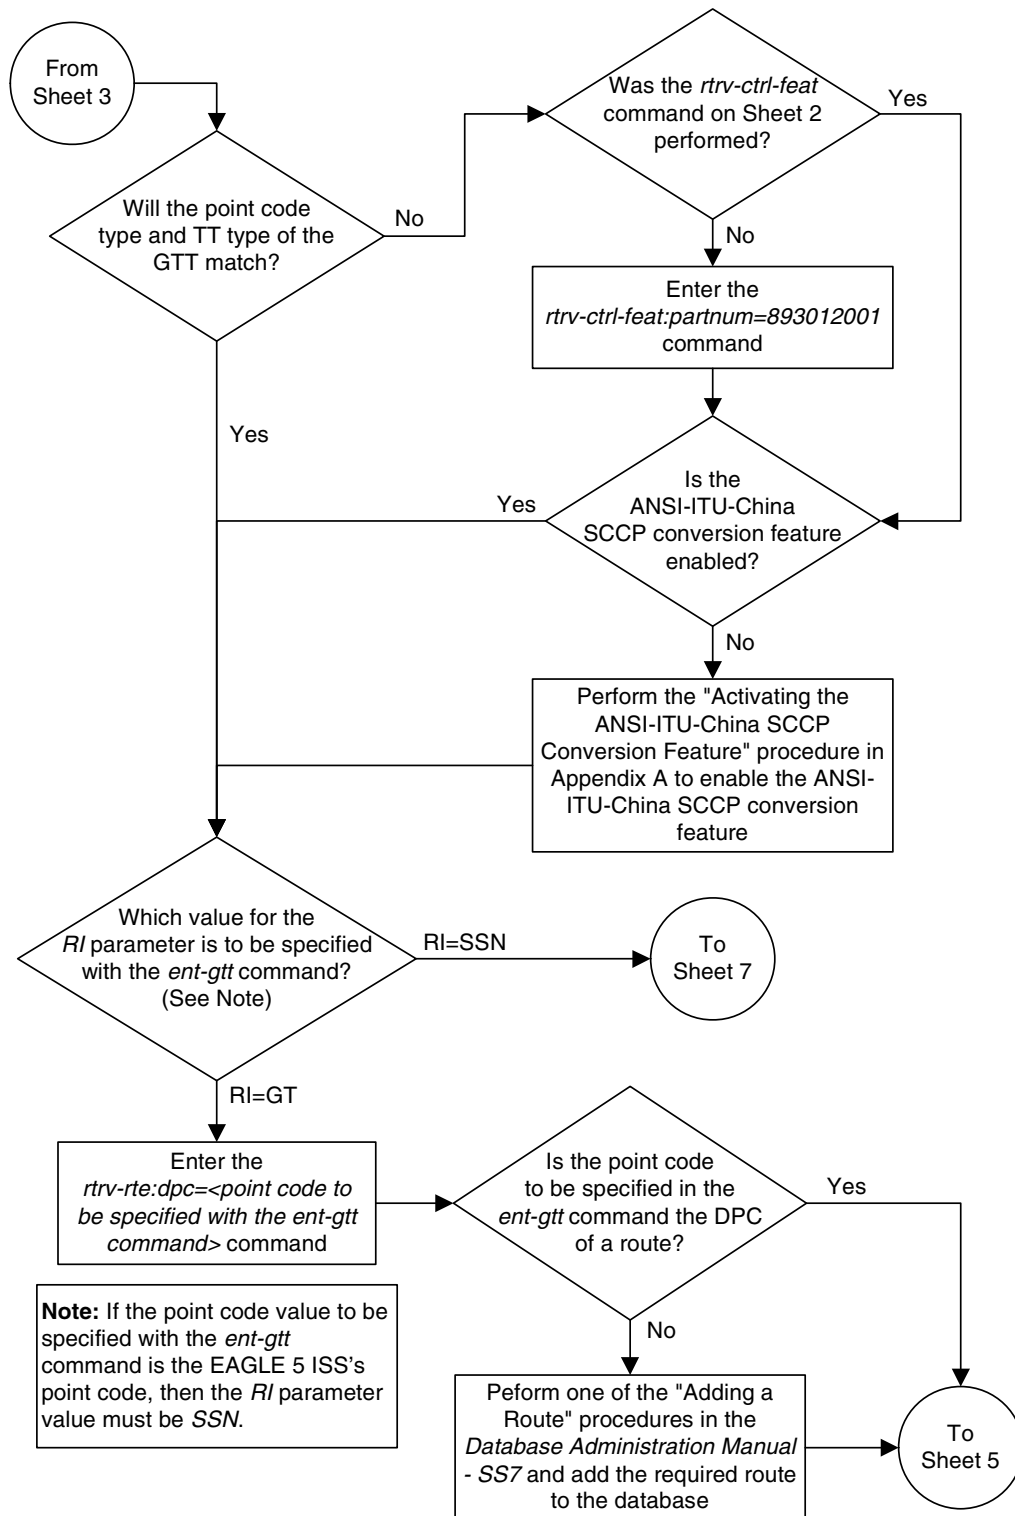 From
Sheet 3
Will the point code
type and TT type of the
GTT match?
No
Yes
Was the rtrv-ctrl-feat
command on Sheet 2
performed?
Yes
No
Enter the
rtrv-ctrl-feat:partnum=893012001
command
Is the
ANSI-ITU-China
SCCP conversion feature
enabled?
Yes
No
Perform the "Activating the
ANSI-ITU-China SCCP
Conversion Feature" procedure in
Appendix A to enable the ANSI-
ITU-China SCCP conversion
feature
Which value for the
RI parameter is to be specified
with the ent-gtt command?
(See Note)
RI=SSN
To
Sheet 7
RI=GT
Enter the
rtrv-rte:dpc=<point code to
be specified with the ent-gtt
command> command
Is the point code
to be specified in the
ent-gtt command the DPC
of a route?
Yes
No
Note: If the point code value to be
specified with the ent-gtt
command is the EAGLE 5 ISS's
point code, then the RI parameter
value must be SSN.
Peform one of the "Adding a
Route" procedures in the
Database Administration Manual
- SS7 and add the required route
to the database
To
Sheet 5